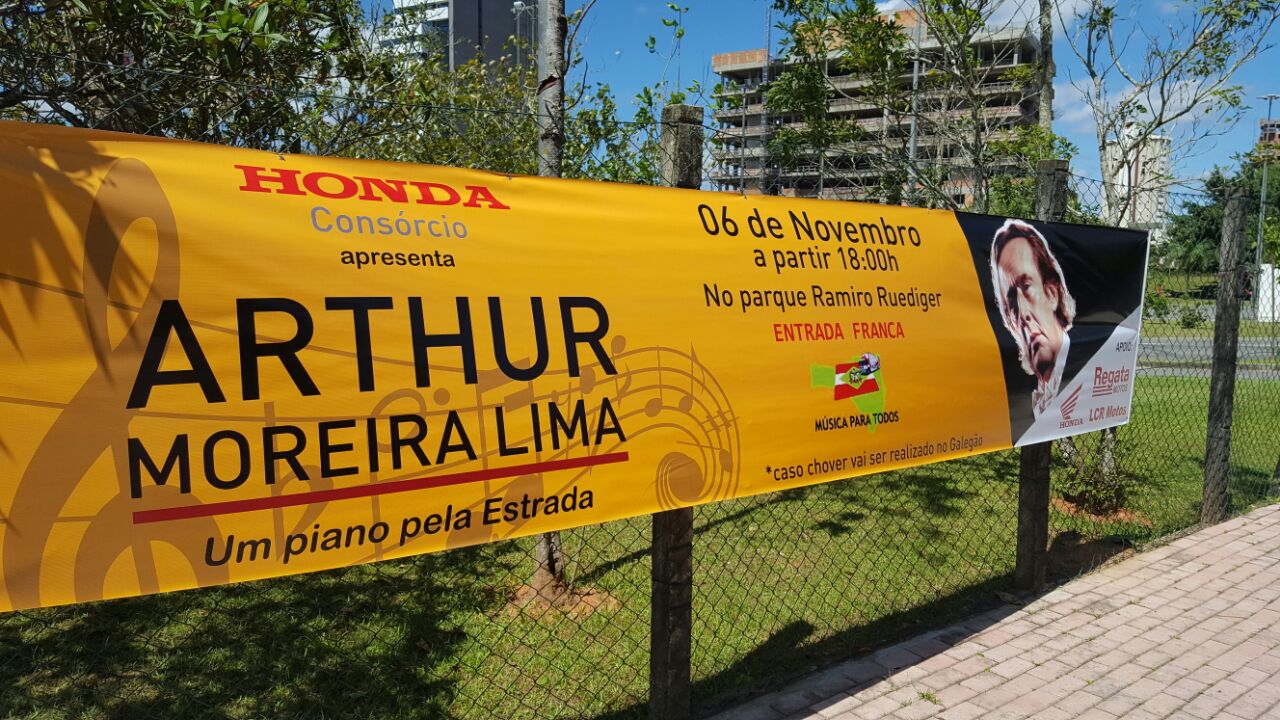 HONDA
Consórcio
apresenta
ARTHUR
MOREIRA LIMA
Um piano pela Estrada
06 de Novembro
a partir 18:00h
No parque Ramiro Ruediger
ENTRADA FRANCA
MÚSICA PARA TODOS
*caso chover vai ser realizado no Galegão
APOIO:
HONDA
Regata
MOTOS
LCR Motos